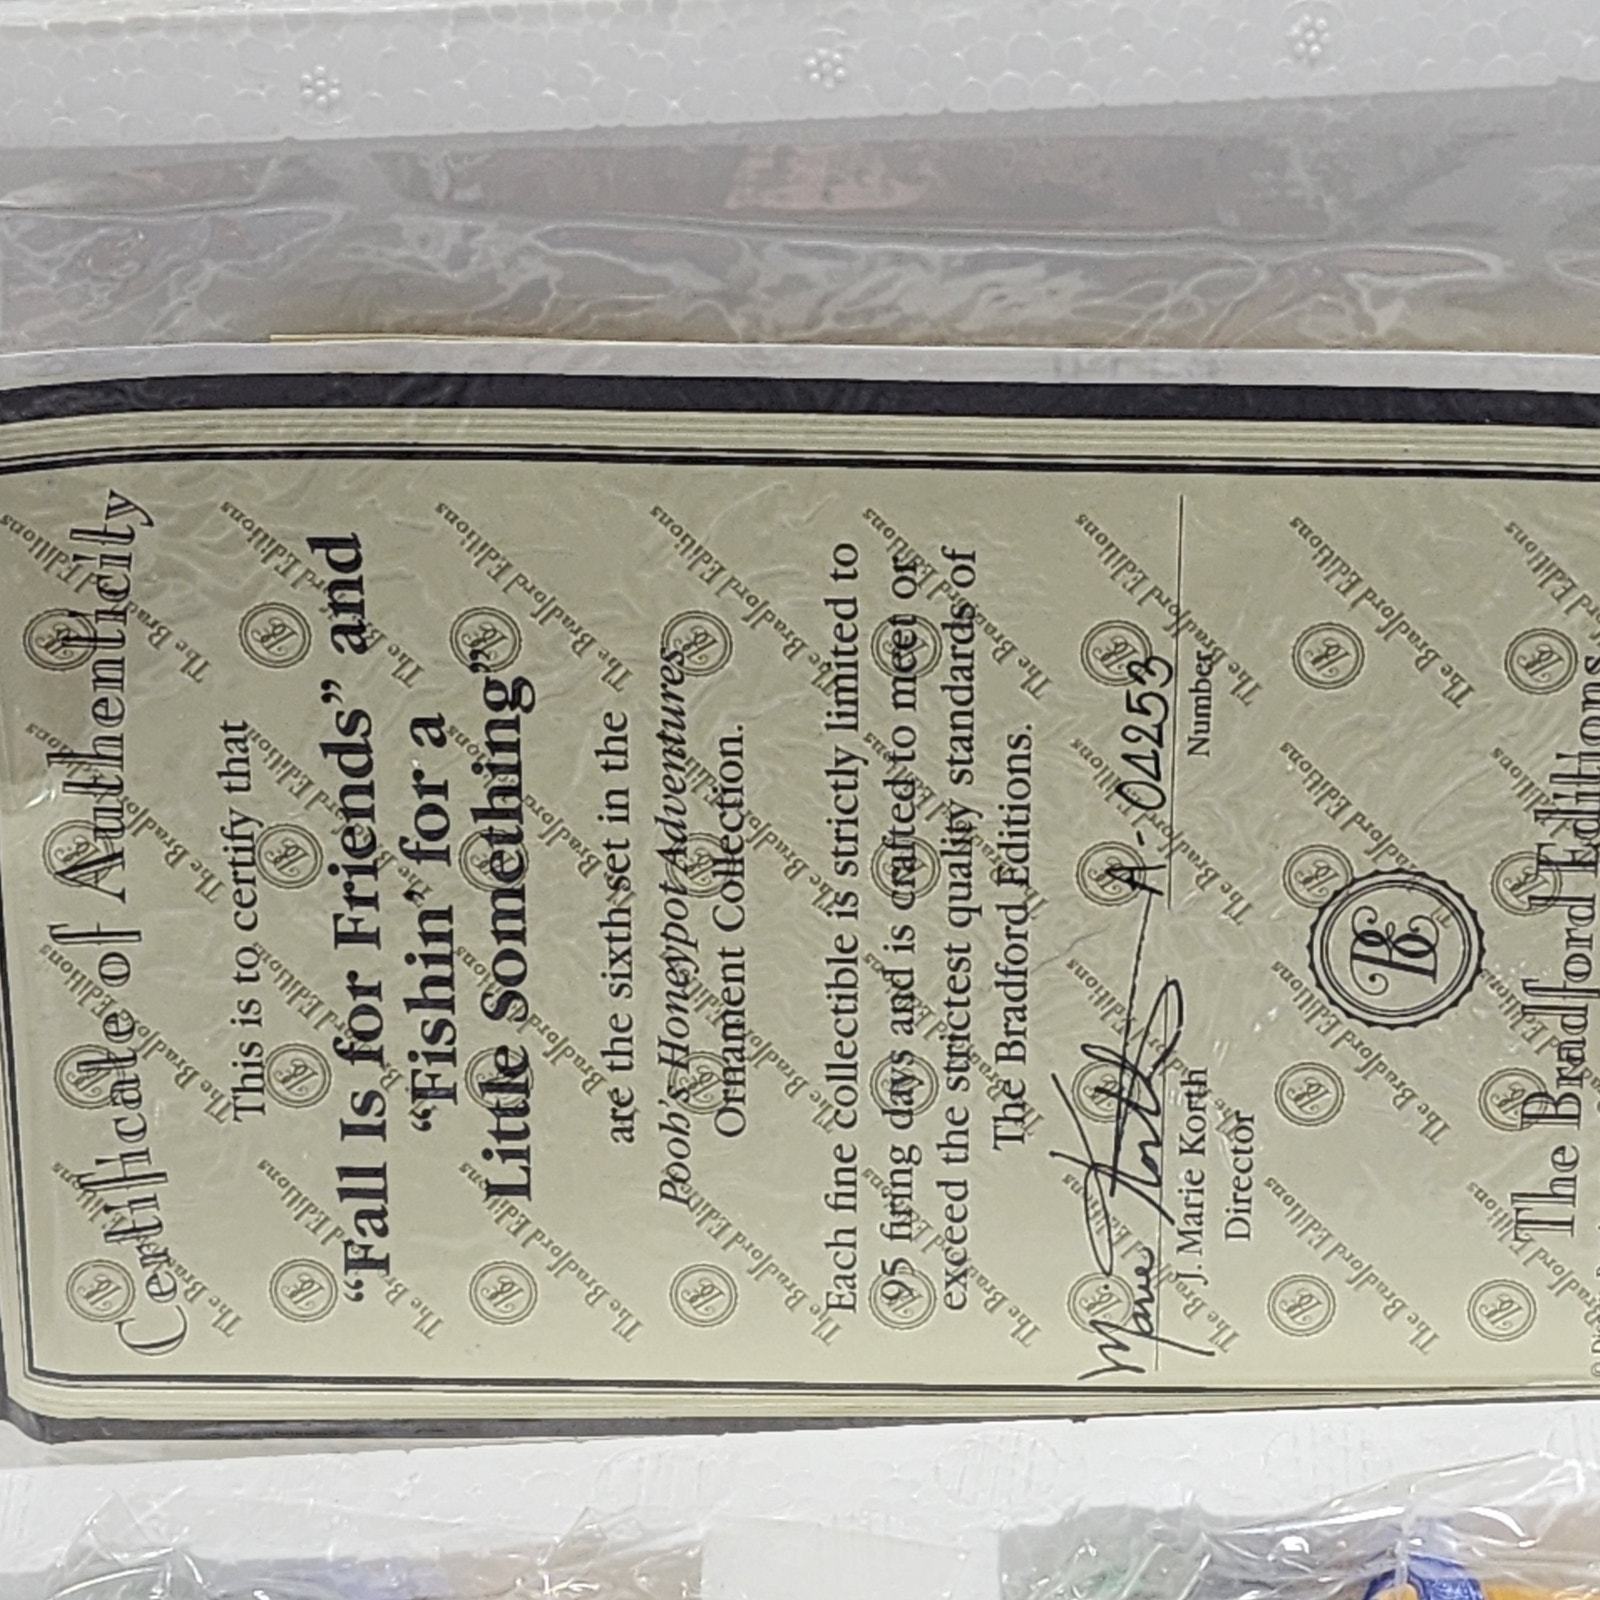 Certificate of Authenticity
This is to certify that
“Fall Is for Friends” and
“Fishin’ for a
Little Something”
are the sixth set in the
Pooh’s Honeypot Adventures
Ornament Collection.
Each fine collectible is strictly limited to
95 firing days and is crafted to meet or
exceed the strictest quality standards of
The Bradford Editions.
Marie Korth A-04253
J. Marie Korth Number
Director
BE
The Bradford Editions